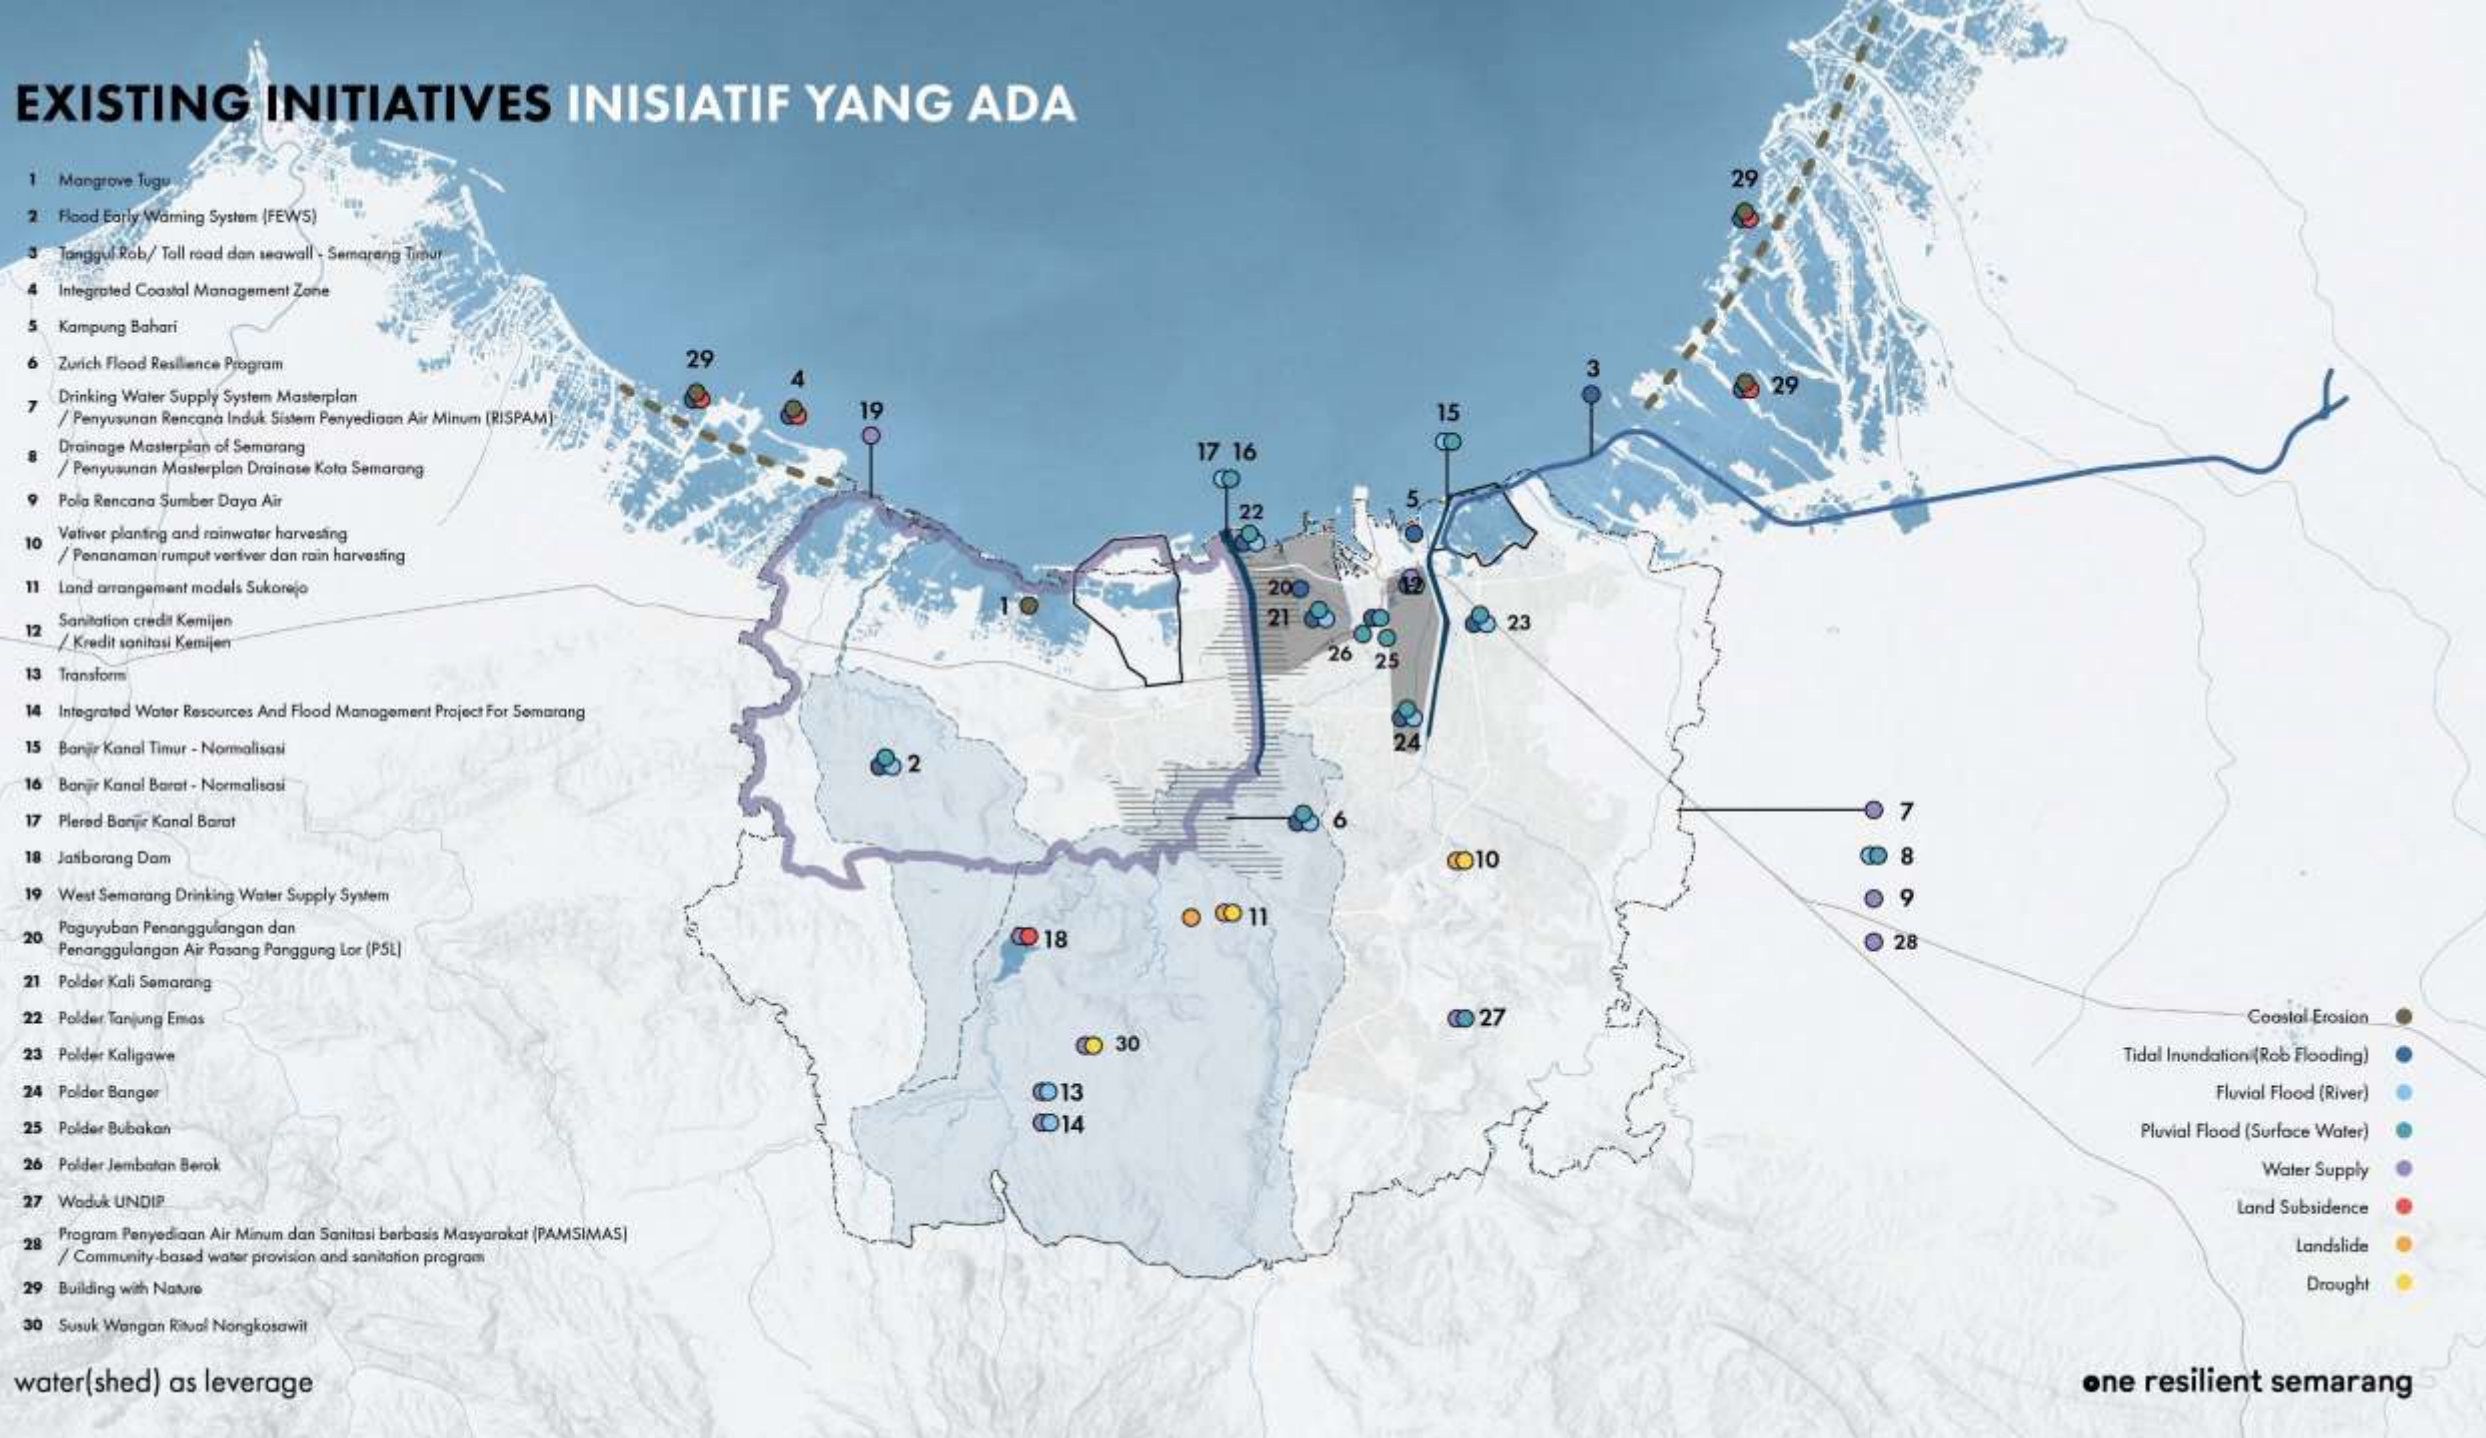 EXISTING INITIATIVES INISIATIF YANG ADA
1 Mangrove Tugu
2 Flood Early Warning System (FEWS)
3 Tanggul Rob/ Toll road dan seawall - Semarang Timur
4 Integrated Coastal Management Zone
5 Kampung Bahari
6 Zurich Flood Resilience Program
7 Drinking Water Supply System Masterplan
/ Penyusunan Rencana Induk Sistem Penyediaan Air Minum (RISPAM)
8 Drainage Masterplan of Semarang
/ Penyusunan Masterplan Drainase Kota Semarang
9 Pola Rencana Sumber Daya Air
10 Vetiver planting and rainwater harvesting
/ Penanaman rumput vertiver dan rain harvesting
11 Land arrangement models Sukorejo
12 Sanitation credit Kemijen
/ Kredit sanitasi Kemijen
13 Transform
14 Integrated Water Resources And Flood Management Project For Semarang
15 Banjir Kanal Timur - Normalisasi
16 Banjir Kanal Barat - Normalisasi
17 Plered Banjir Kanal Barat
18 Jatibarang Dam
19 West Semarang Drinking Water Supply System
20 Paguyuban Penanggulangan dan
Penanggulangan Air Pasang Panggung Lor (P5L)
21 Polder Kali Semarang
22 Polder Tanjung Emas
23 Polder Kaligawe
24 Polder Banger
25 Polder Bubakan
26 Polder Jembatan Berok
27 Waduk UNDIP
28 Program Penyediaan Air Minum dan Sanitasi berbasis Masyarakat (PAMSIMAS)
/ Community-based water provision and sanitation program
29 Building with Nature
30 Susuk Wangan Ritual Nongkosawit
water(shed) as leverage
29
29
4
19
3
29
15
17 16
22
5
20
12
1
21
23
26
25
24
2
6
7
10
8
9
11
18
28
27
30
13
14
Coastal Erosion
Tidal Inundation (Rob Flooding)
Fluvial Flood (River)
Pluvial Flood (Surface Water)
Water Supply
Land Subsidence
Landslide
Drought
one resilient semarang